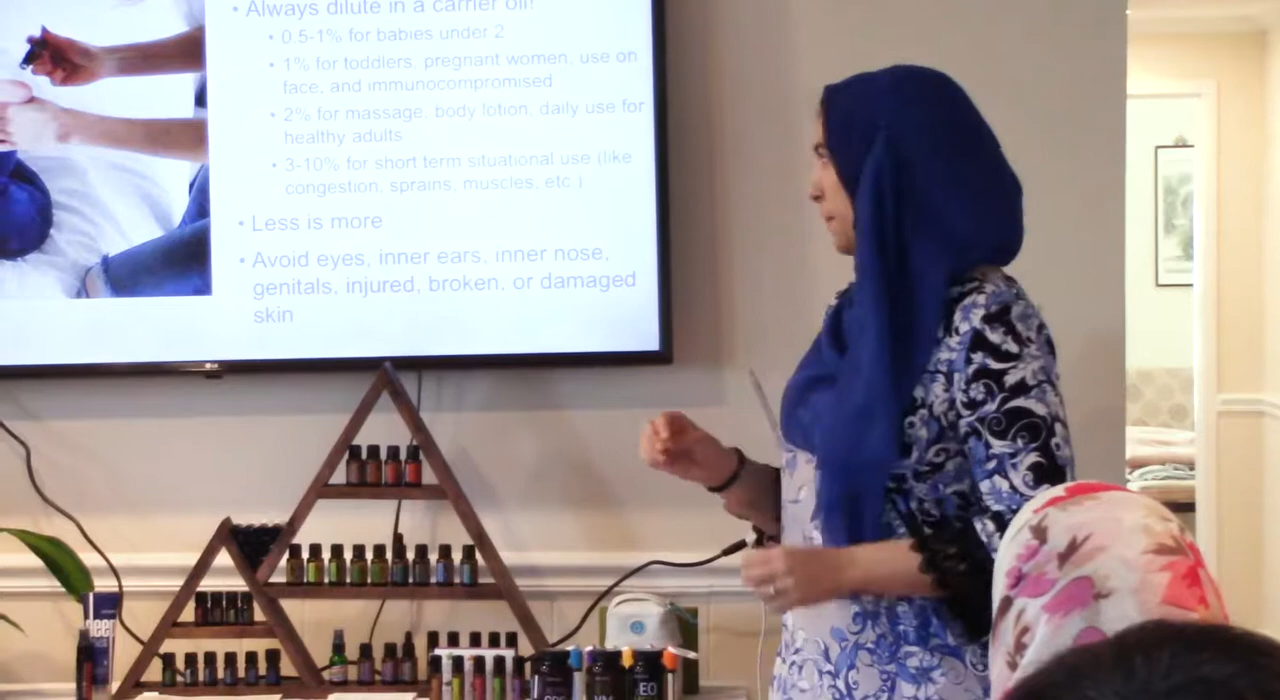 • Always dilute in a carrier oil!
• 0.5-1% for babies under 2
• 1% for toddlers, pregnant women, use on
face, and immunocompromised
• 2% for massage, body lotion, daily use for
healthy adults
• 3-10% for short term situational use (like
congestion, sprains, muscles, etc.)
• Less is more
• Avoid eyes, inner ears, inner nose,
genitals, injured, broken, or damaged
skin
LG
VM
EO